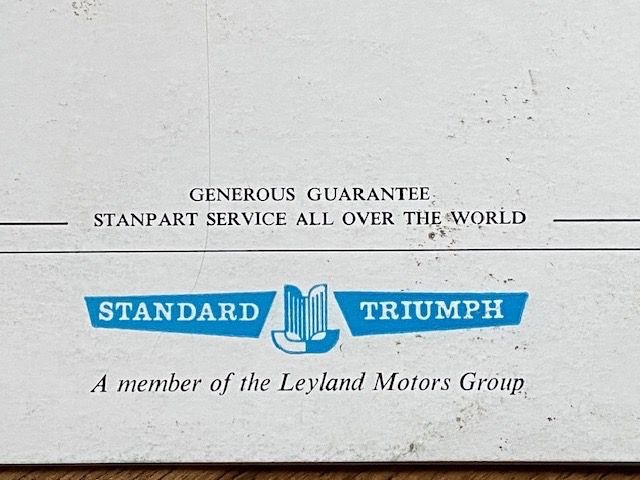 GENEROUS GUARANTEE
STANPART SERVICE ALL OVER THE WORLD
STANDARD TRIUMPH
A member of the Leyland Motors Group